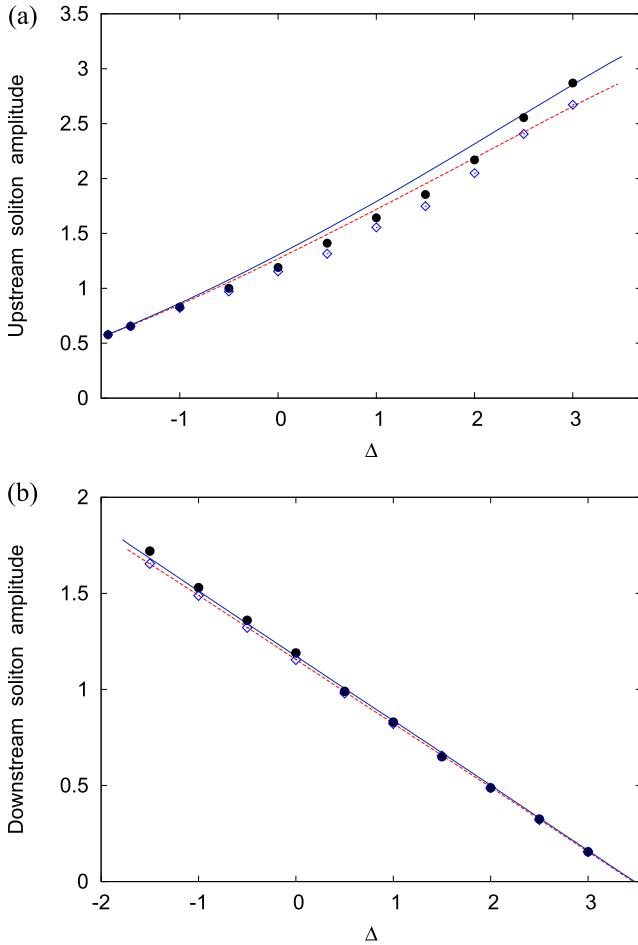 (a)
3.5
3
2.5
2
1.5
1
0.5
0
Upstream soliton amplitude
-1 0 1 2 3
Δ
(b)
2
1.5
1
0.5
0
Downstream soliton amplitude
-2 -1 0 1 2 3
Δ